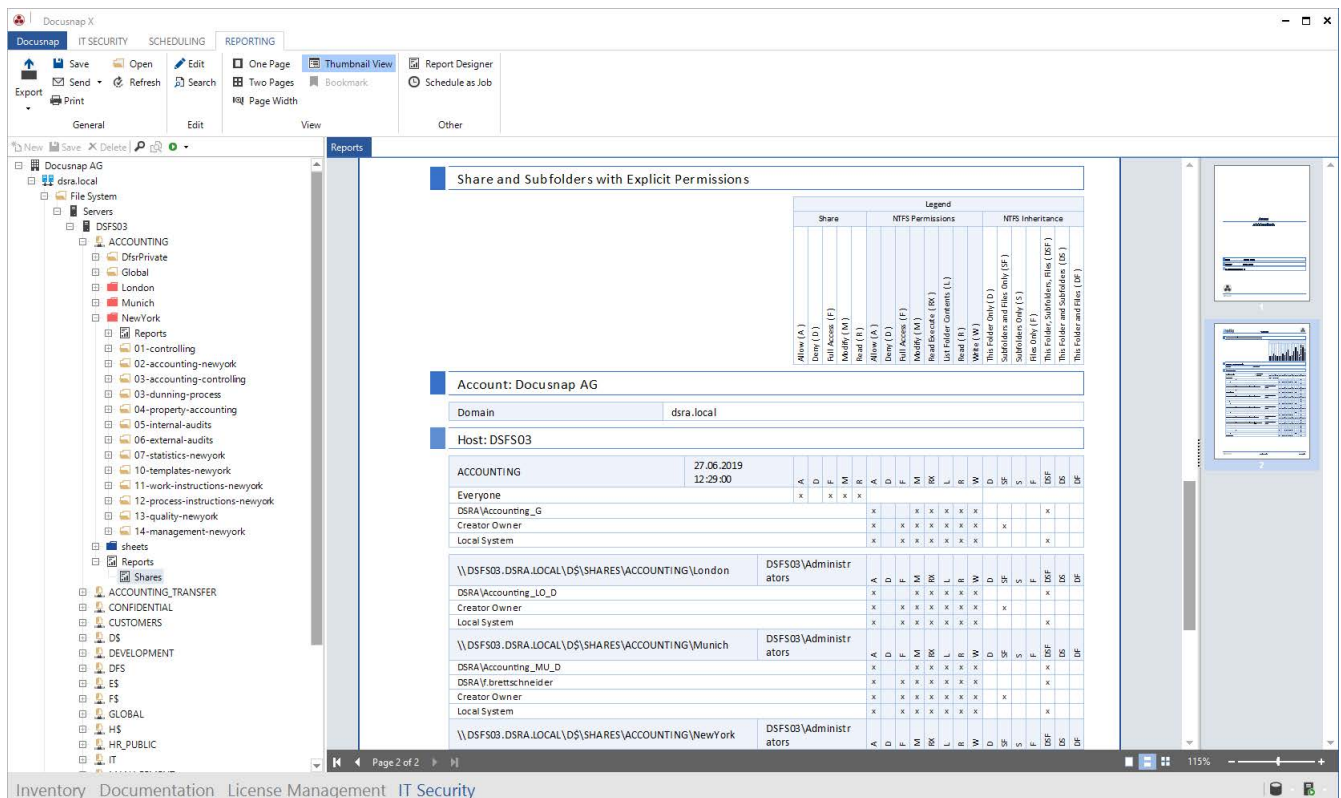 Docusnap X
Docusnap IT SECURITY SCHEDULING REPORTING
Export
Save Open
Send Refresh
Print
General
Edit
Search
Edit
One Page Thumbnail View
Two Pages Bookmark
Page Width
View
Report Designer
Schedule as Job
Other
New Save Delete
Docusnap AG
dsra.local
File System
Servers
DSFS03
ACCOUNTING
DfsrPrivate
Global
London
Munich
NewYork
Reports
01-controlling
02-accounting-newyork
03-accounting-controlling
03-dunning-process
04-property-accounting
05-internal-audits
06-external-audits
07-statistics-newyork
10-templates-newyork
11-work-instructions-newyork
12-process-instructions-newyork
13-quality-newyork
14-management-newyork
sheets
Reports
Shares
ACCOUNTING_TRANSFER
CONFIDENTIAL
CUSTOMERS
D$
DEVELOPMENT
DFS
E$
F$
GLOBAL
H$
HR_PUBLIC
IT
Reports
Share and Subfolders with Explicit Permissions
Legend
Share NTFS Permissions NTFS Inheritance
Allow (A)
Deny (D)
Full Access (F)
Modify (M)
Read (R)
Allow (A)
Deny (D)
Full Access (F)
Modify (M)
Read Execute (RX)
List Folder Contents (L)
Read (R)
Write (W)
This Folder Only (D)
Subfolders and Files Only (SF)
Subfolders Only (S)
Files Only (F)
This Folder, Subfolders, Files (DSF)
This Folder and Subfolders (DS)
This Folder and Files (DF)
Account: Docusnap AG
Domain dsra.local
Host: DSFS03
ACCOUNTING 27.06.2019 12:29:00 A D F M R A D F M RX L R W D SF S F DSF DS DF
Everyone x x x x
DSRA\Accounting_G x x x x x x x
Creator Owner x x x x x x x x
Local System x x x x x x x x
\\DSFS03.DSRA.LOCAL\D$\SHARES\ACCOUNTING\London DSFS03\Administrators A D F M RX L R W D SF S F DSF DS DF
DSRA\Accounting_LO_D x x x x x x x
Creator Owner x x x x x x x x
Local System x x x x x x x x
\\DSFS03.DSRA.LOCAL\D$\SHARES\ACCOUNTING\Munich DSFS03\Administrators A D F M RX L R W D SF S F DSF DS DF
DSRA\Accounting_MU_D x x x x x x x
DSRA\f.brettschneider x x x x x x x x
Creator Owner x x x x x x x x
Local System x x x x x x x x
\\DSFS03.DSRA.LOCAL\D$\SHARES\ACCOUNTING\NewYork DSFS03\Administrators A D F M RX L R W D SF S F DSF DS DF
1
2
Page 2 of 2
115%
Inventory Documentation License Management IT Security